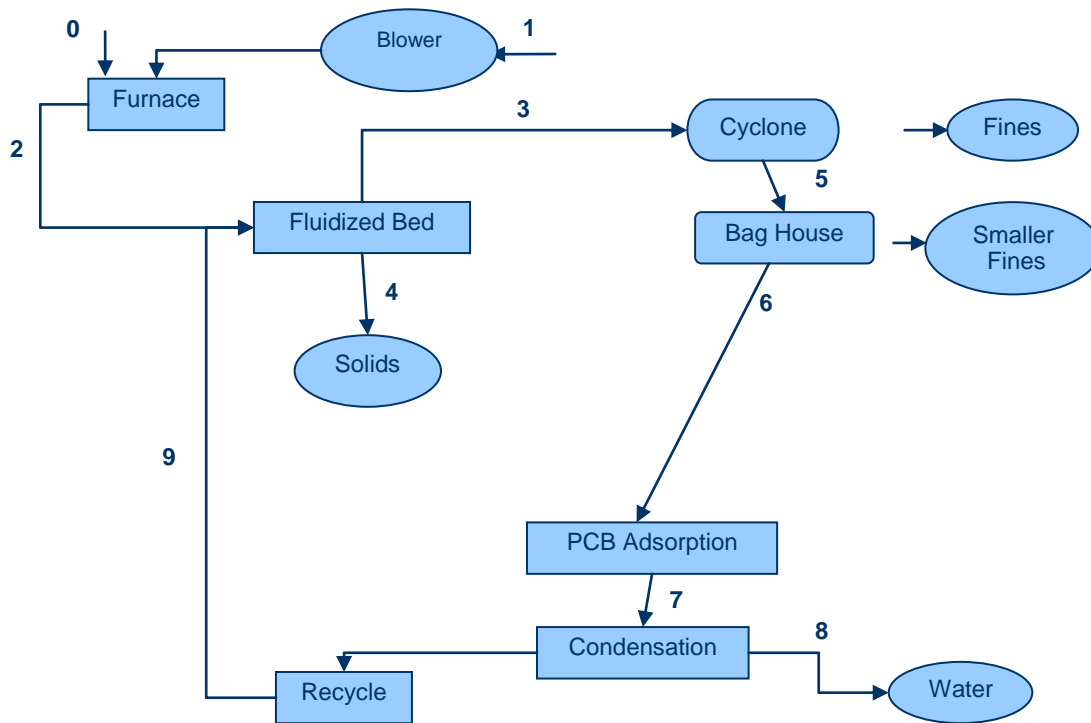 0
1
Blower
Furnace
2
3
Cyclone
Fines
5
Fluidized Bed
Bag House
Smaller
Fines
4
6
Solids
9
PCB Adsorption
7
Condensation
8
Recycle
Water